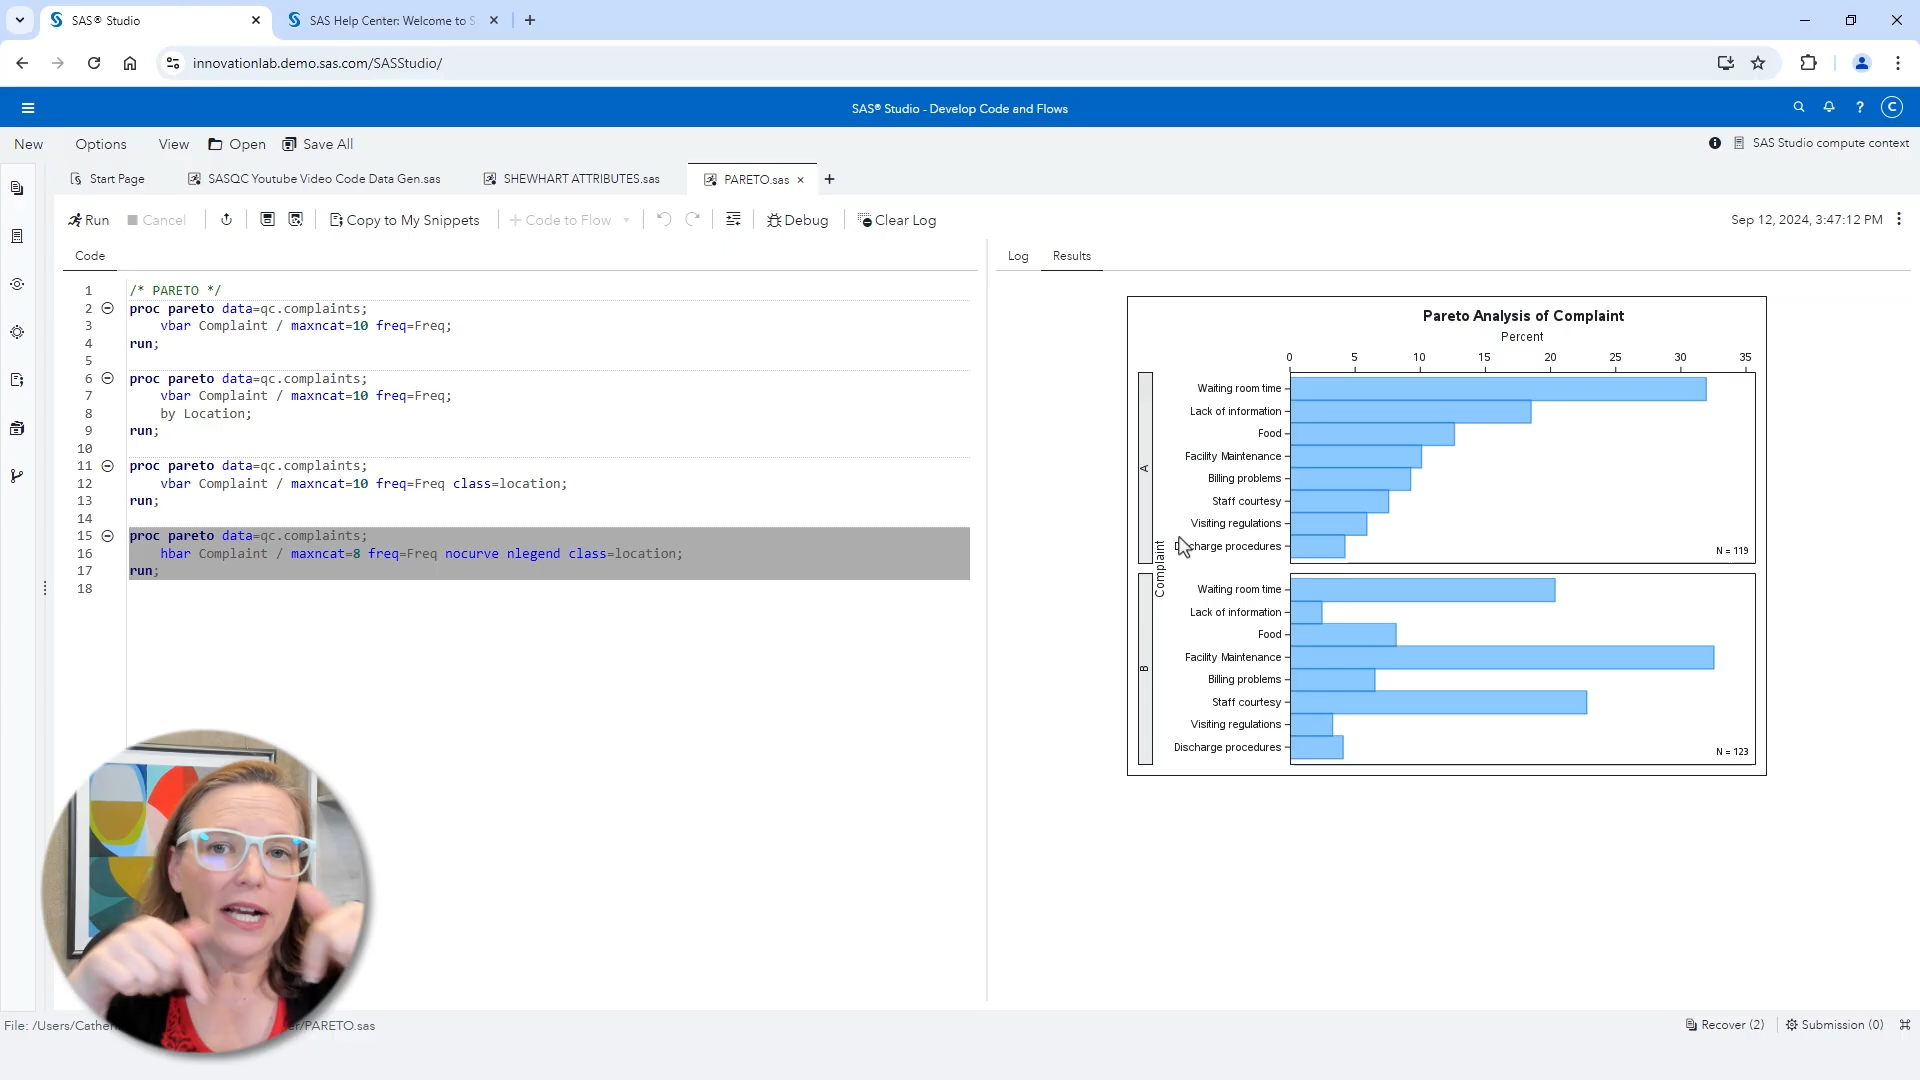 SAS® Studio
SAS Help Center: Welcome to S
innovationlab.demo.sas.com/SASStudio/
SAS® Studio - Develop Code and Flows
C
New Options View Open Save All
SAS Studio compute context
Start Page
SASQC Youtube Video Code Data Gen.sas
SHEWHART ATTRIBUTES.sas
PARETO.sas
Run Cancel Copy to My Snippets Code to Flow Debug Clear Log
Sep 12, 2024, 3:47:12 PM
Code
1 /* PARETO */
2 proc pareto data=qc.complaints;
3 vbar Complaint / maxncat=10 freq=Freq;
4 run;
5
6 proc pareto data=qc.complaints;
7 vbar Complaint / maxncat=10 freq=Freq;
8 by Location;
9 run;
10
11 proc pareto data=qc.complaints;
12 vbar Complaint / maxncat=10 freq=Freq class=location;
13 run;
14
15 proc pareto data=qc.complaints;
16 hbar Complaint / maxncat=8 freq=Freq nocurve nlegend class=location;
17 run;
18
Log Results
Pareto Analysis of Complaint
Percent
0 5 10 15 20 25 30 35
A
Waiting room time
Lack of information
Food
Facility Maintenance
Billing problems
Staff courtesy
Visiting regulations
charge procedures
N = 119
Complaint
B
Waiting room time
Lack of information
Food
Facility Maintenance
Billing problems
Staff courtesy
Visiting regulations
Discharge procedures
N = 123
File: /Users/Cather
r/PARETO.sas
Recover (2) Submission (0)